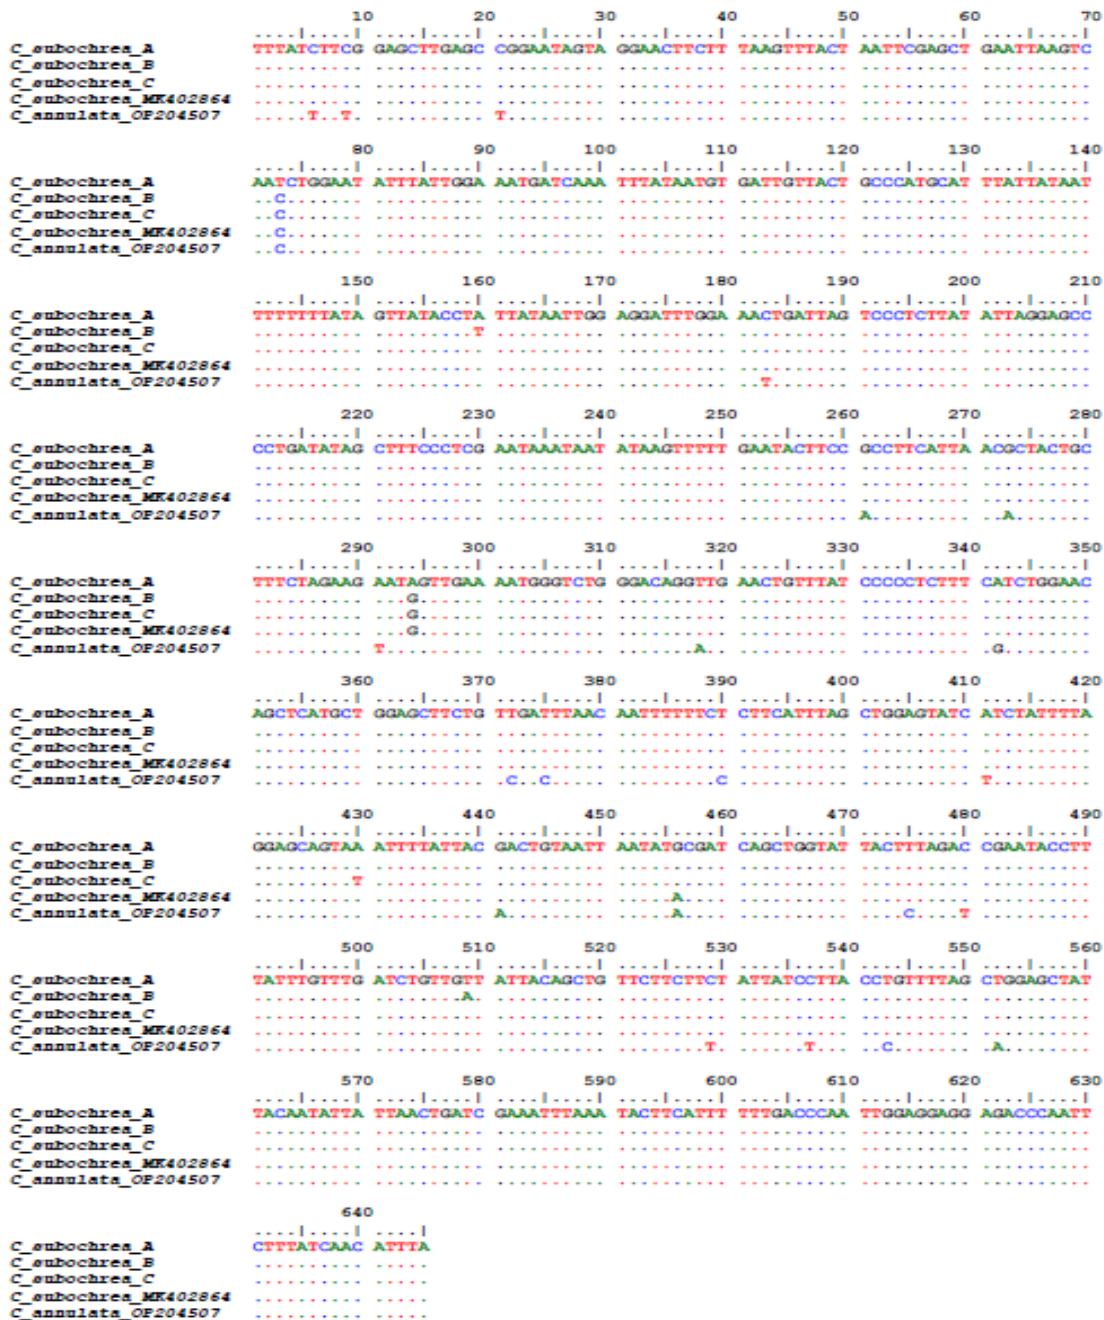 10 20 30 40 50 60 70
....|....| ....|....| ....|....| ....|....| ....|....| ....|....| ....|....|
C_subochrea_A TTTATCTTCG GAGCTTGAGC CGGAATAGTA GGAACTTCTT TAAGTTTACT AATTCGAGCT GAATTAAGTC
C_subochrea_B .......... .......... .......... .......... .......... .......... ..........
C_subochrea_C .......... .......... .......... .......... .......... .......... ..........
C_subochrea_MK402864 .......... .......... .......... .......... .......... .......... ..........
C_annulata_OP204507 .....T..T. .......... T......... .......... .......... .......... ..........
80 90 100 110 120 130 140
....|....| ....|....| ....|....| ....|....| ....|....| ....|....| ....|....|
C_subochrea_A AATCTGGAAT ATTTATTGGA AATGATCAAA TTTATAATGT GATTGTTACT GCCCATGCAT TTATTATAAT
C_subochrea_B ..C....... .......... .......... .......... .......... .......... ..........
C_subochrea_C ..C....... .......... .......... .......... .......... .......... ..........
C_subochrea_MK402864 ..C....... .......... .......... .......... .......... .......... ..........
C_annulata_OP204507 ..C....... .......... .......... .......... .......... .......... ..........
150 160 170 180 190 200 210
....|....| ....|....| ....|....| ....|....| ....|....| ....|....| ....|....|
C_subochrea_A TTTTTTTATA GTTATACCTA TTATAATTGG AGGATTTGGA AACTGATTAG TCCCTCTTAT ATTAGGAGCC
C_subochrea_B .......... .........T .......... .......... .......... .......... ..........
C_subochrea_C .......... .......... .......... .......... .......... .......... ..........
C_subochrea_MK402864 .......... .......... .......... .......... .......... .......... ..........
C_annulata_OP204507 .......... .......... .......... .......... ..T....... .......... ..........
220 230 240 250 260 270 280
....|....| ....|....| ....|....| ....|....| ....|....| ....|....| ....|....|
C_subochrea_A CCTGATATAG CTTTCCCTCG AATAAATAAT ATAAGTTTTT GAATACTTCC GCCTTCATTA ACGCTACTGC
C_subochrea_B .......... .......... .......... .......... .......... .......... ..........
C_subochrea_C .......... .......... .......... .......... .......... .......... ..........
C_subochrea_MK402864 .......... .......... .......... .......... .......... .......... ..........
C_annulata_OP204507 .......... .......... .......... .......... .......... A......... ..A.......
290 300 310 320 330 340 350
....|....| ....|....| ....|....| ....|....| ....|....| ....|....| ....|....|
C_subochrea_A TTTCTAGAAG AATAGTTGAA AATGGGTCTG GGACAGGTTG AACTGTTTAT CCCCCTCTTT CATCTGGAAC
C_subochrea_B .......... ...G...... .......... .......... .......... .......... ..........
C_subochrea_C .......... ...G...... .......... .......... .......... .......... ..........
C_subochrea_MK402864 .......... ...G...... .......... .......... .......... .......... ..........
C_annulata_OP204507 .......... T......... .......... .......A.. .......... .......... .G........
360 370 380 390 400 410 420
....|....| ....|....| ....|....| ....|....| ....|....| ....|....| ....|....|
C_subochrea_A AGCTCATGCT GGAGCTTCTG TTGATTTAAC AATTTTTTCT CTTCATTTAG CTGGAGTATC ATCTATTTTA
C_subochrea_B .......... .......... .......... .......... .......... .......... ..........
C_subochrea_C .......... .......... .......... .......... .......... .......... ..........
C_subochrea_MK402864 .......... .......... .......... .......... .......... .......... ..........
C_annulata_OP204507 .......... .......... .C..C..... .........C .......... .......... T.........
430 440 450 460 470 480 490
....|....| ....|....| ....|....| ....|....| ....|....| ....|....| ....|....|
C_subochrea_A GGAGCAGTAA ATTTTATTAC GACTGTAATT AATATGCGAT CAGCTGGTAT TACTTTAGAC CGAATACCTT
C_subochrea_B .......... .......... .......... .......... .......... .......... ..........
C_subochrea_C .........T .......... .......... .......... .......... .......... ..........
C_subochrea_MK402864 .......... .......... .......... .....A.... .......... .......... ..........
C_annulata_OP204507 .......... .......... A......... .....A.... .......... ....C....T ..........
500 510 520 530 540 550 560
....|....| ....|....| ....|....| ....|....| ....|....| ....|....| ....|....|
C_subochrea_A TATTTGTTTG ATCTGTTGTT ATTACAGCTG TTCTTCTTCT ATTATCCTTA CCTGTTTTAG CTGGAGCTAT
C_subochrea_B .......... ........A. .......... .......... .......... .......... ..........
C_subochrea_C .......... .......... .......... .......... .......... .......... ..........
C_subochrea_MK402864 .......... .......... .......... .......... .......... .......... ..........
C_annulata_OP204507 .......... .......... .......... ........T. ......T... ..C....... .A........
570 580 590 600 610 620 630
....|....| ....|....| ....|....| ....|....| ....|....| ....|....| ....|....|
C_subochrea_A TACAATATTA TTAACTGATC GAAATTTAAA TACTTCATTT TTTGACCCAA TTGGAGGAGG AGACCCAATT
C_subochrea_B .......... .......... .......... .......... .......... .......... ..........
C_subochrea_C .......... .......... .......... .......... .......... .......... ..........
C_subochrea_MK402864 .......... .......... .......... .......... .......... .......... ..........
C_annulata_OP204507 .......... .......... .......... .......... .......... .......... ..........
640
....|....| ....|
C_subochrea_A CTTTATCAAC ATTTA
C_subochrea_B .......... .....
C_subochrea_C .......... .....
C_subochrea_MK402864 .......... .....
C_annulata_OP204507 .......... .....